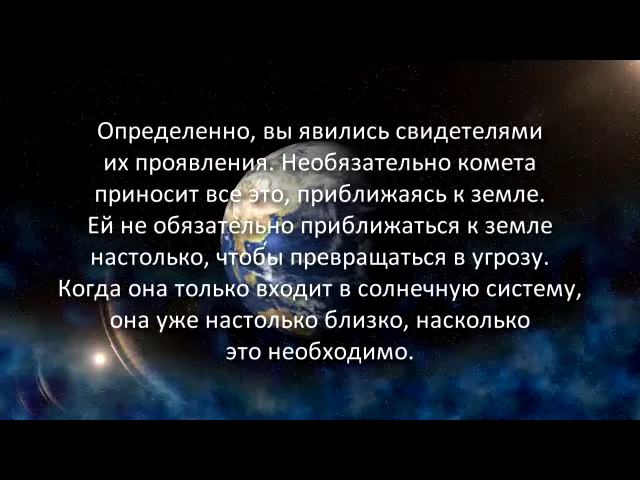 Определенно, вы явились свидетелями
их проявления. Необязательно комета
приносит все это, приближаясь к земле.
Ей не обязательно приближаться к земле
настолько, чтобы превращаться в угрозу.
Когда она только входит в солнечную систему,
она уже настолько близко, насколько
это необходимо.